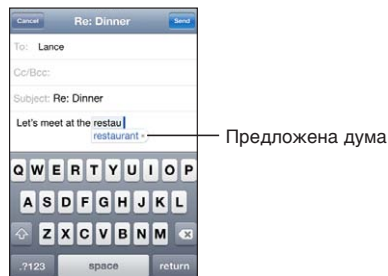 Cancel Re: Dinner Send
To: Lance
Cc/Bcc:
Subject: Re: Dinner
Let's meet at the restau
restaurant ×
Предложена дума
Q W E R T Y U I O P
A S D F G H J K L
Z X C V B N M
.?123 space return